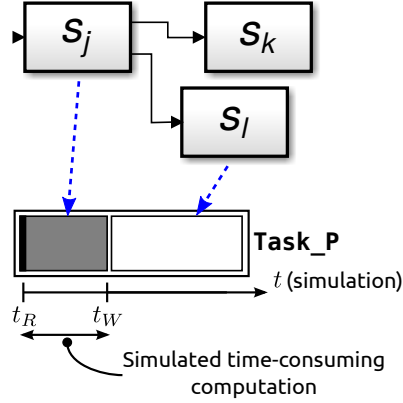 S_j
S_k
S_l
Task_P
t (simulation)
t_R
t_W
Simulated time-consuming
computation